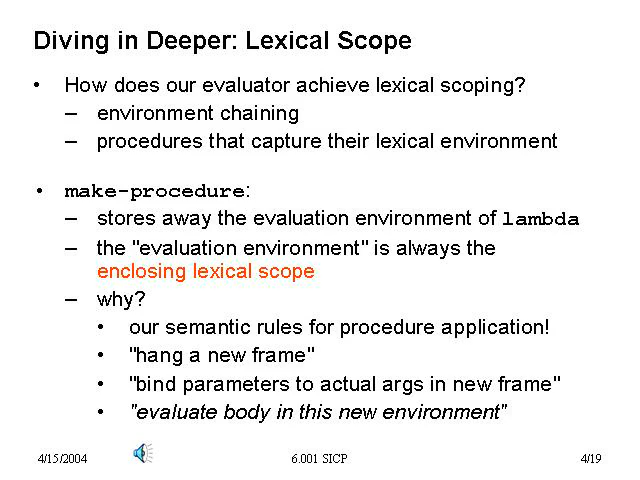 Diving in Deeper: Lexical Scope
• How does our evaluator achieve lexical scoping?
– environment chaining
– procedures that capture their lexical environment
• make-procedure:
– stores away the evaluation environment of lambda
– the "evaluation environment" is always the
enclosing lexical scope
– why?
• our semantic rules for procedure application!
• "hang a new frame"
• "bind parameters to actual args in new frame"
• "evaluate body in this new environment"
4/15/2004 6.001 SICP 4/19